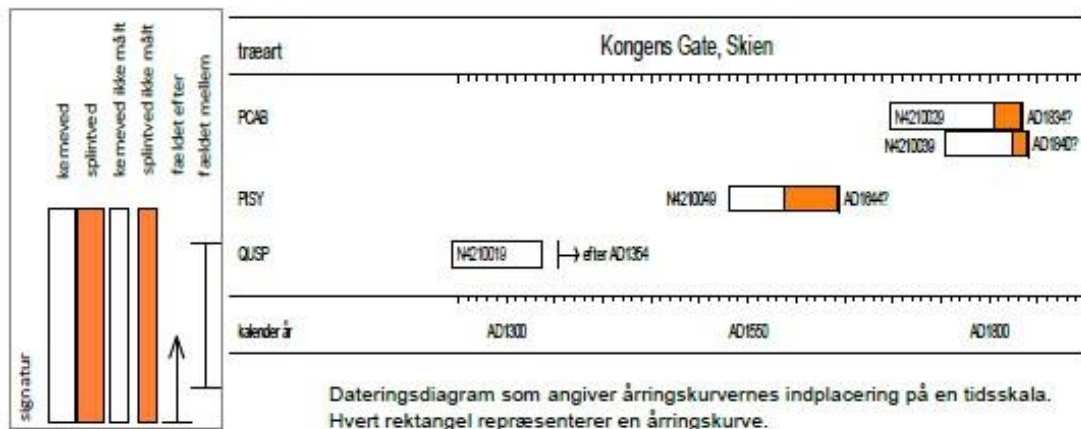 træart
Kongens Gate, Skien
PCAB
N4210029
AD1834?
N4210039
AD1840?
PISY
N4210049
AD1644?
QUSP
N4210019
efter AD1354
kalender år
AD1300
AD1550
AD1800
signatur
kerneved
splintved
kerneved ikke målt
splintved ikke målt
fældet efter
fældet mellem
Dateringsdiagram som angiver årringskurvernes indplacering på en tidsskala.
Hvert rektangel repræsenterer en årringskurve.